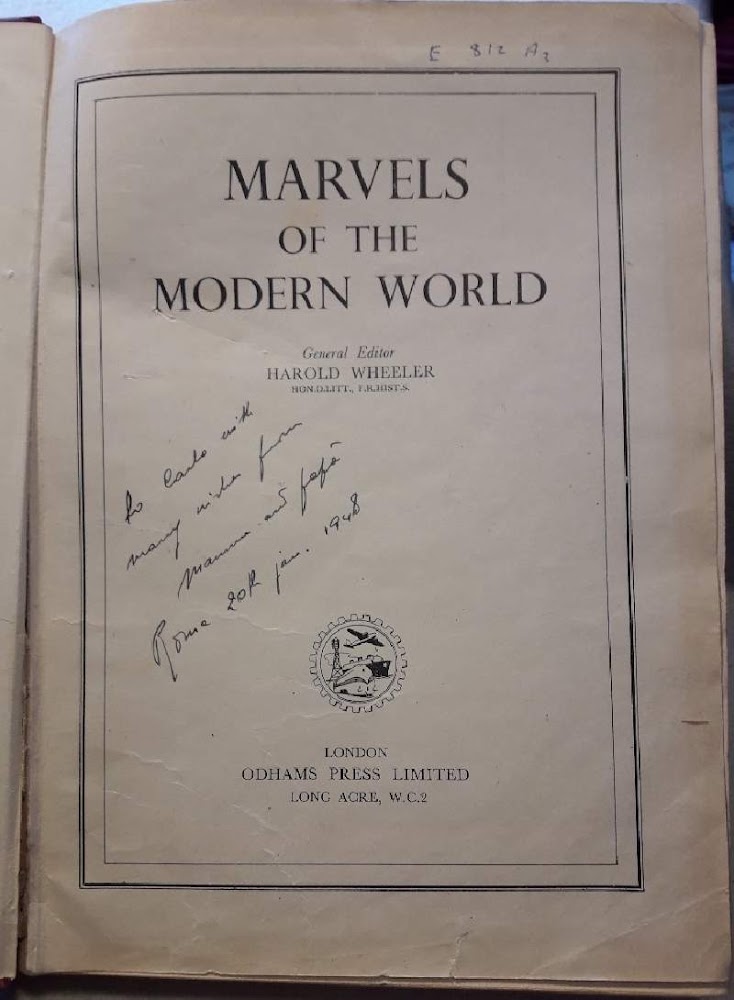 E 812 A2
MARVELS
OF THE
MODERN WORLD
General Editor
HAROLD WHEELER
HON.D.LITT., F.R.HIST.S.
to Carlo with
many wishes from
Mamma and papà
Roma 20th jan. 1948
LONDON
ODHAMS PRESS LIMITED
LONG ACRE, W.C.2